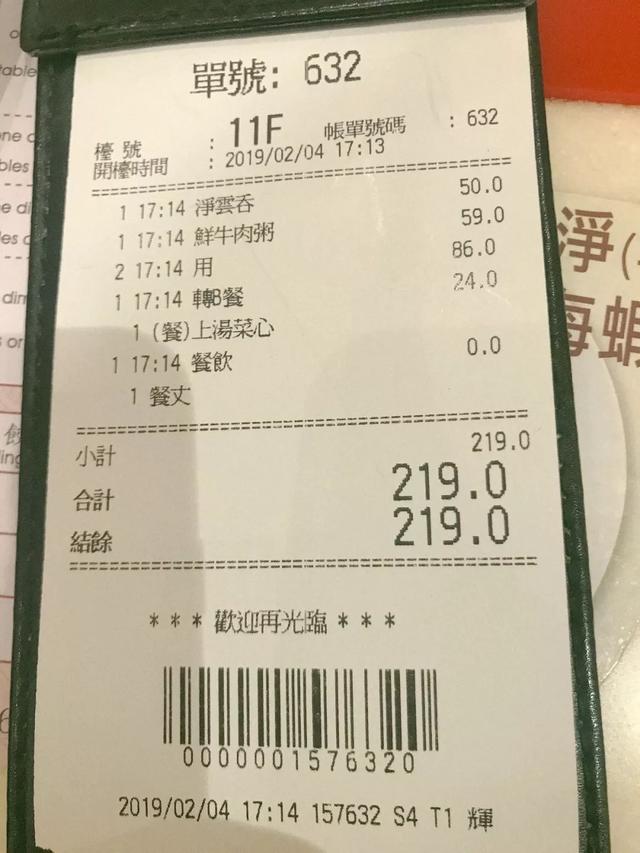 單號: 632
檯 號 : 11F 帳單號碼 : 632
開檯時間 : 2019/02/04 17:13
1 17:14 淨雲吞 50.0
1 17:14 鮮牛肉粥 59.0
2 17:14 用 86.0
1 17:14 轉B餐 24.0
1 (餐)上湯菜心
1 17:14 餐飲 0.0
1 餐丈
小計 219.0
合計 219.0
結餘 219.0
* * * 歡迎再光臨 * * *
0000001576320
2019/02/04 17:14 157632 S4 T1 輝
淨(
海蝦